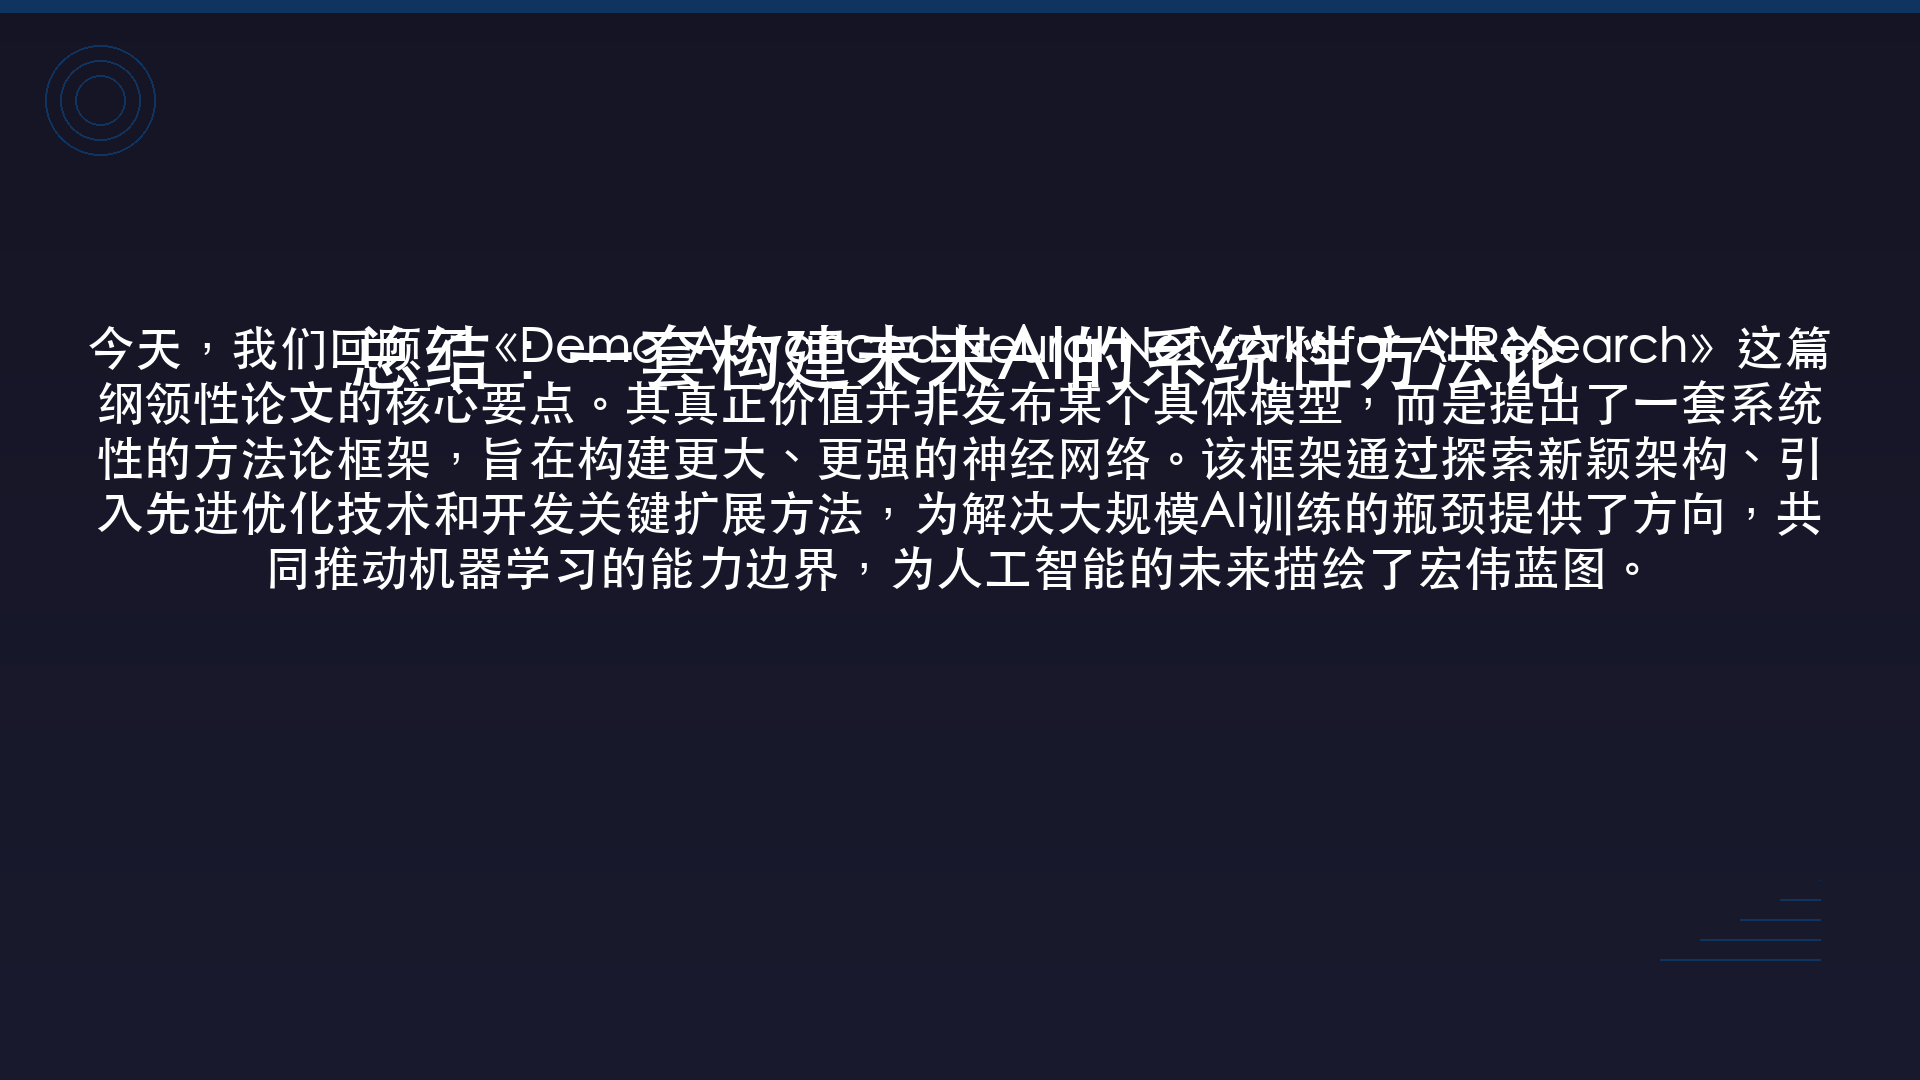 总结：一套构建未来AI的系统性方法论
今天，我们回顾了《Demo: Advanced Neural Networks for AI Research》这篇
纲领性论文的核心要点。其真正价值并非发布某个具体模型，而是提出了一套系统
性的方法论框架，旨在构建更大、更强的神经网络。该框架通过探索新颖架构、引
入先进优化技术和开发关键扩展方法，为解决大规模AI训练的瓶颈提供了方向，共
同推动机器学习的能力边界，为人工智能的未来描绘了宏伟蓝图。